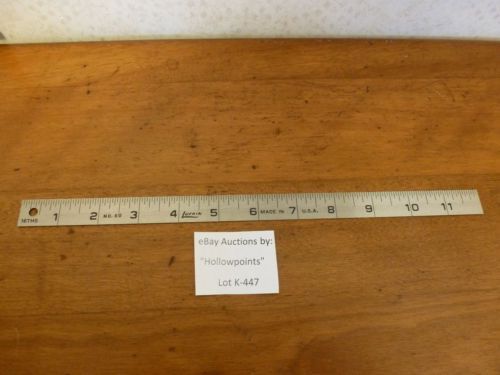 16THS 1 2 NO. 60 3 4 Lufkin 5 6 MADE IN 7 U.S.A. 8 9 10 11
eBay Auctions by:
"Hollowpoints"
Lot K-447